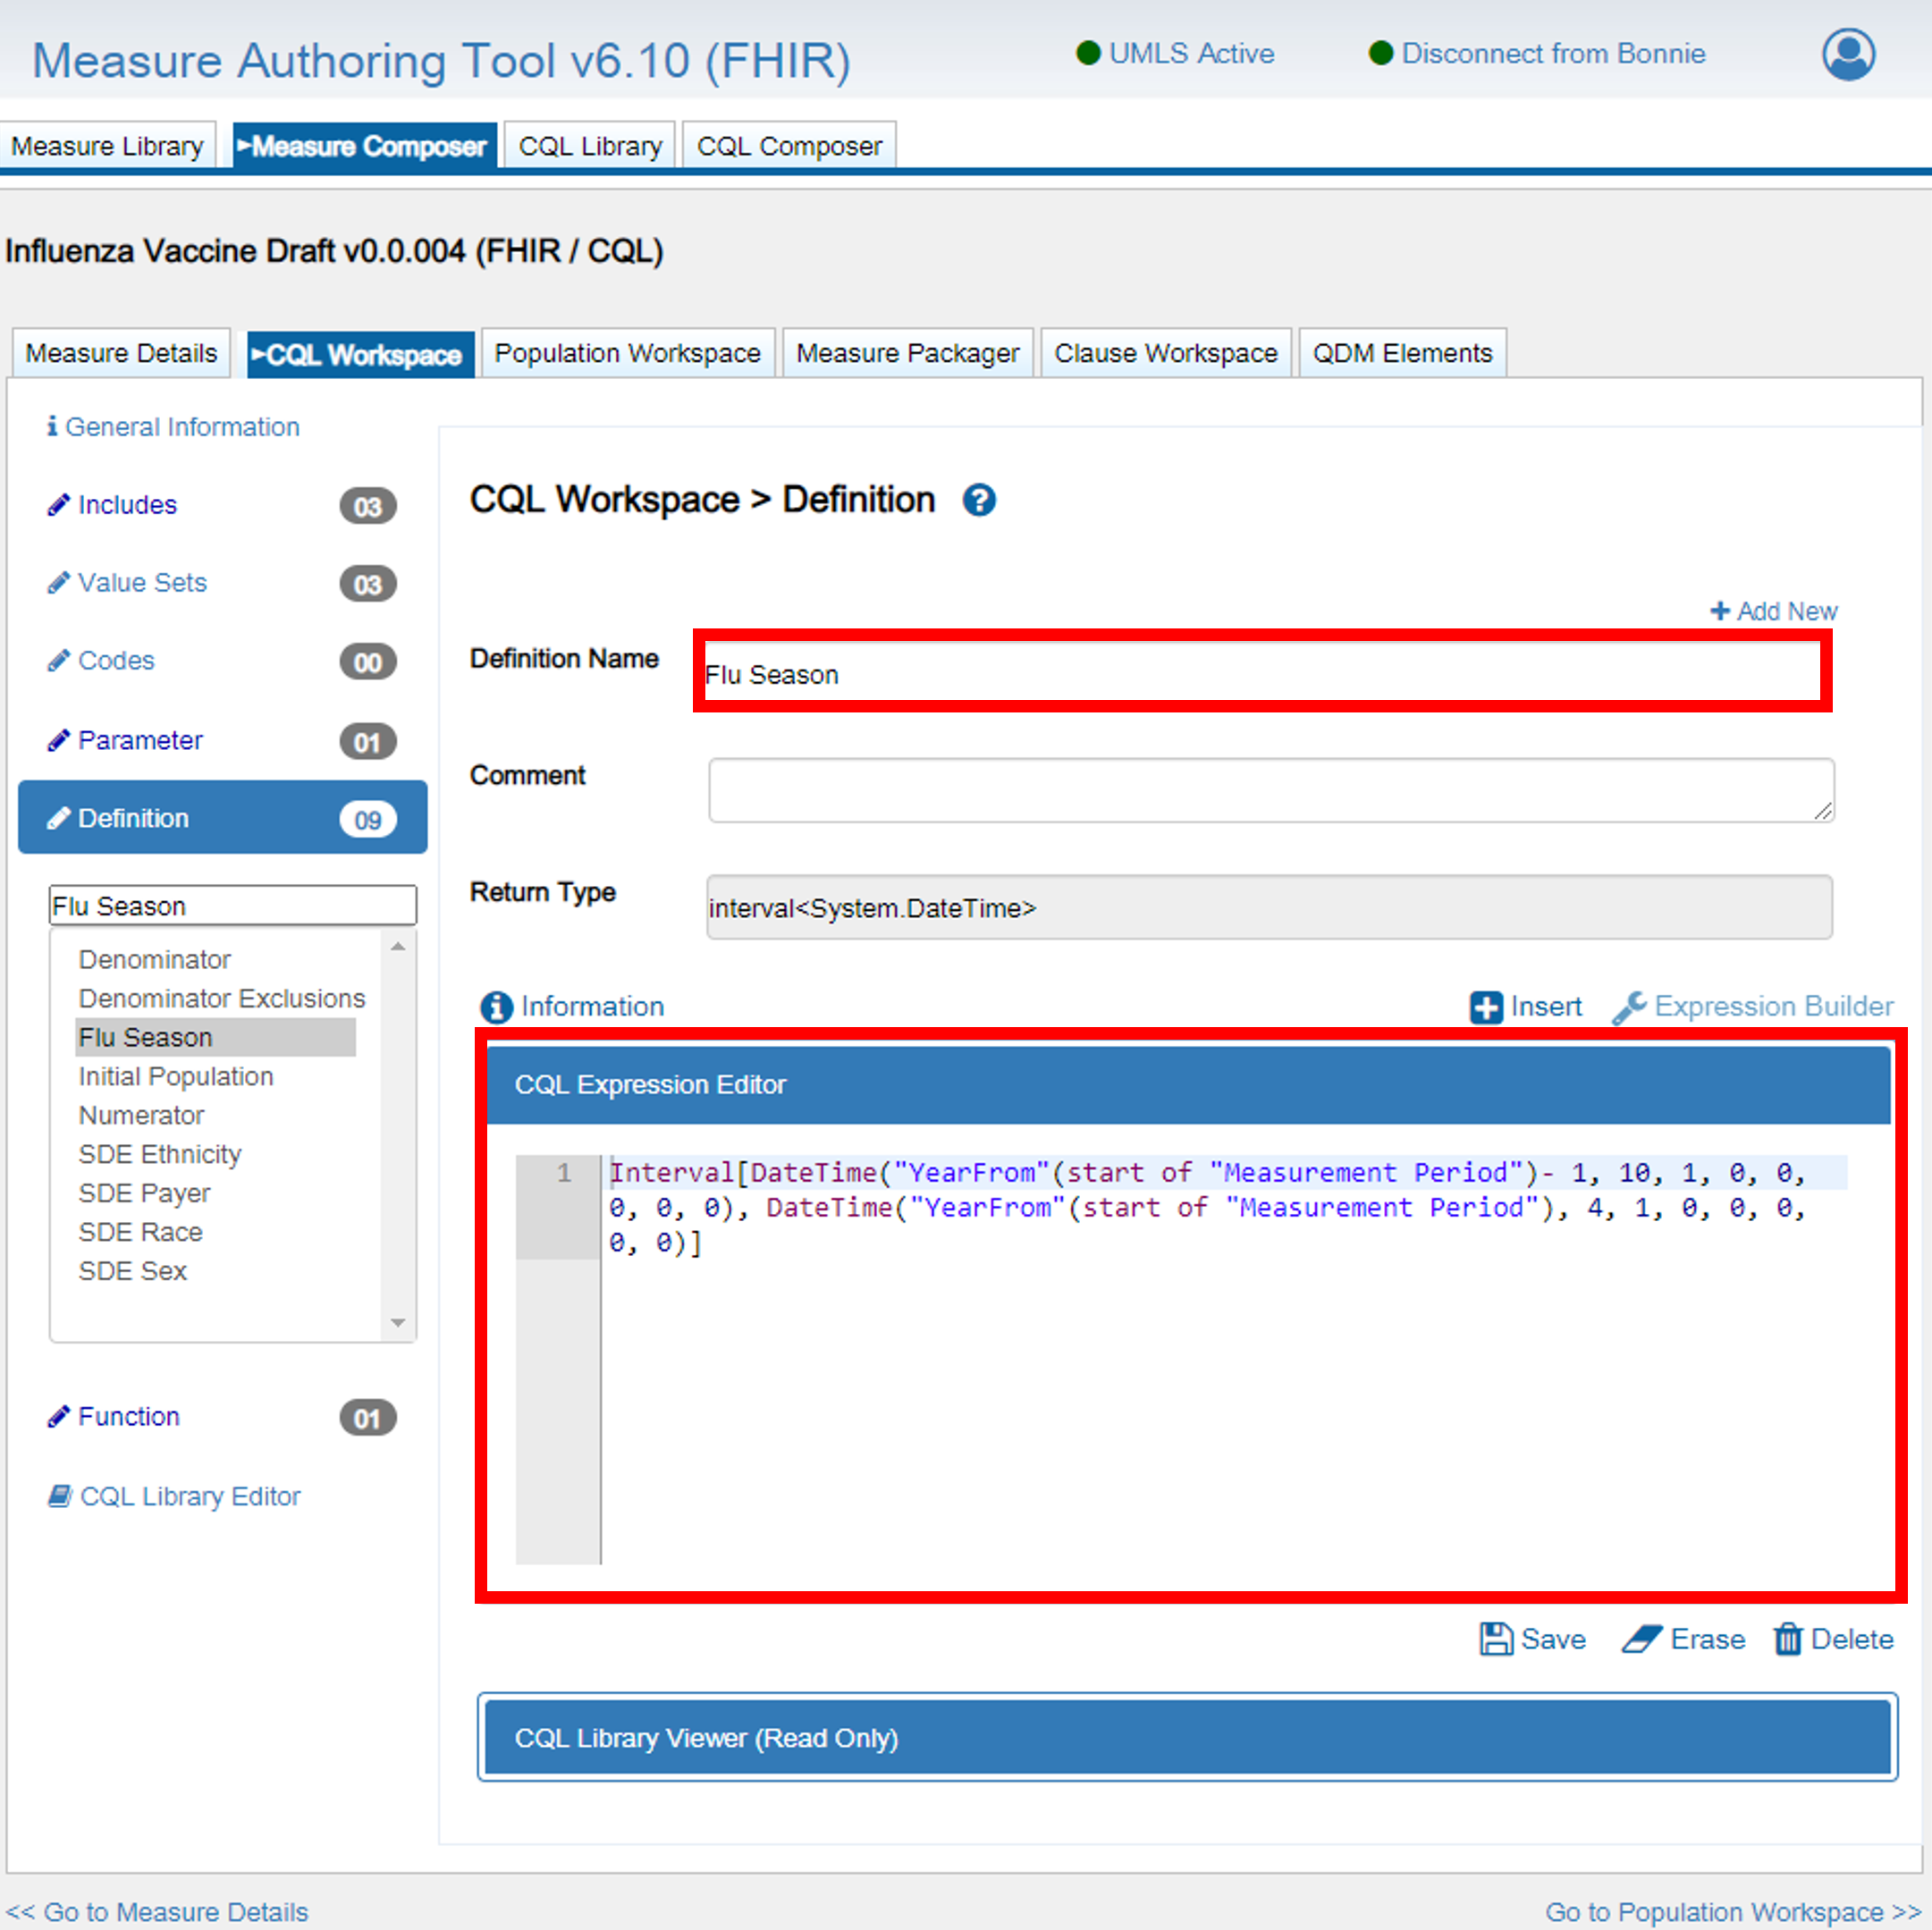 Measure Authoring Tool v6.10 (FHIR)
UMLS Active
Disconnect from Bonnie
Measure Library
►Measure Composer
CQL Library
CQL Composer
Influenza Vaccine Draft v0.0.004 (FHIR / CQL)
Measure Details
►CQL Workspace
Population Workspace
Measure Packager
Clause Workspace
QDM Elements
General Information
Includes 03
Value Sets 03
Codes 00
Parameter 01
Definition 09
Flu Season
Denominator
Denominator Exclusions
Flu Season
Initial Population
Numerator
SDE Ethnicity
SDE Payer
SDE Race
SDE Sex
Function 01
CQL Library Editor
CQL Workspace > Definition ?
+ Add New
Definition Name
Flu Season
Comment
Return Type
interval<System.DateTime>
Information
Insert
Expression Builder
CQL Expression Editor
1
Interval[DateTime("YearFrom"(start of "Measurement Period")- 1, 10, 1, 0, 0,
0, 0, 0), DateTime("YearFrom"(start of "Measurement Period"), 4, 1, 0, 0, 0,
0, 0)]
Save
Erase
Delete
CQL Library Viewer (Read Only)
<< Go to Measure Details
Go to Population Workspace >>